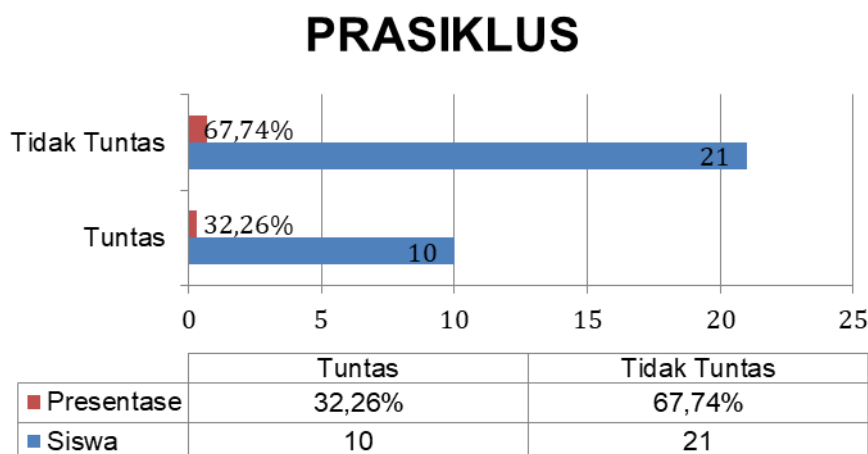 PRASIKLUS
Tidak Tuntas
67,74%
21
Tuntas
32,26%
10
0 5 10 15 20 25
Tuntas Tidak Tuntas
Presentase 32,26% 67,74%
Siswa 10 21